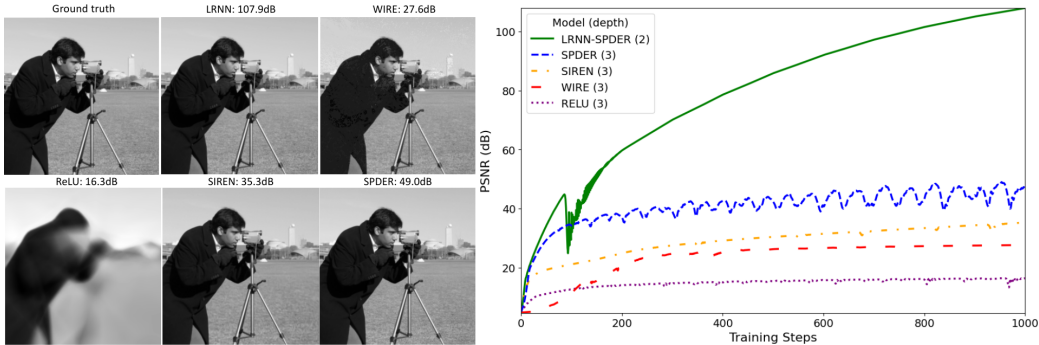 Ground truth
LRNN: 107.9dB
WIRE: 27.6dB
ReLU: 16.3dB
SIREN: 35.3dB
SPDER: 49.0dB
Model (depth)
LRNN-SPDER (2)
SPDER (3)
SIREN (3)
WIRE (3)
RELU (3)
PSNR (dB)
100
80
60
40
20
0
200
400
600
800
1000
Training Steps